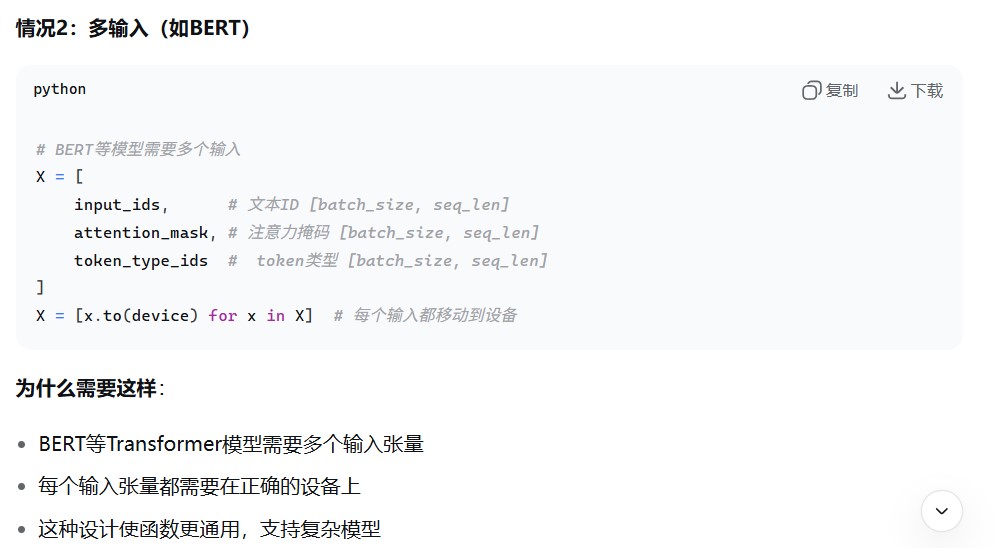 情况2：多输入（如BERT）
python
复制
下载
# BERT等模型需要多个输入
X = [
    input_ids,      # 文本ID [batch_size, seq_len]
    attention_mask, # 注意力掩码 [batch_size, seq_len]
    token_type_ids  #  token类型 [batch_size, seq_len]
]
X = [x.to(device) for x in X]  # 每个输入都移动到设备
为什么需要这样：
• BERT等Transformer模型需要多个输入张量
• 每个输入张量都需要在正确的设备上
• 这种设计使函数更通用，支持复杂模型